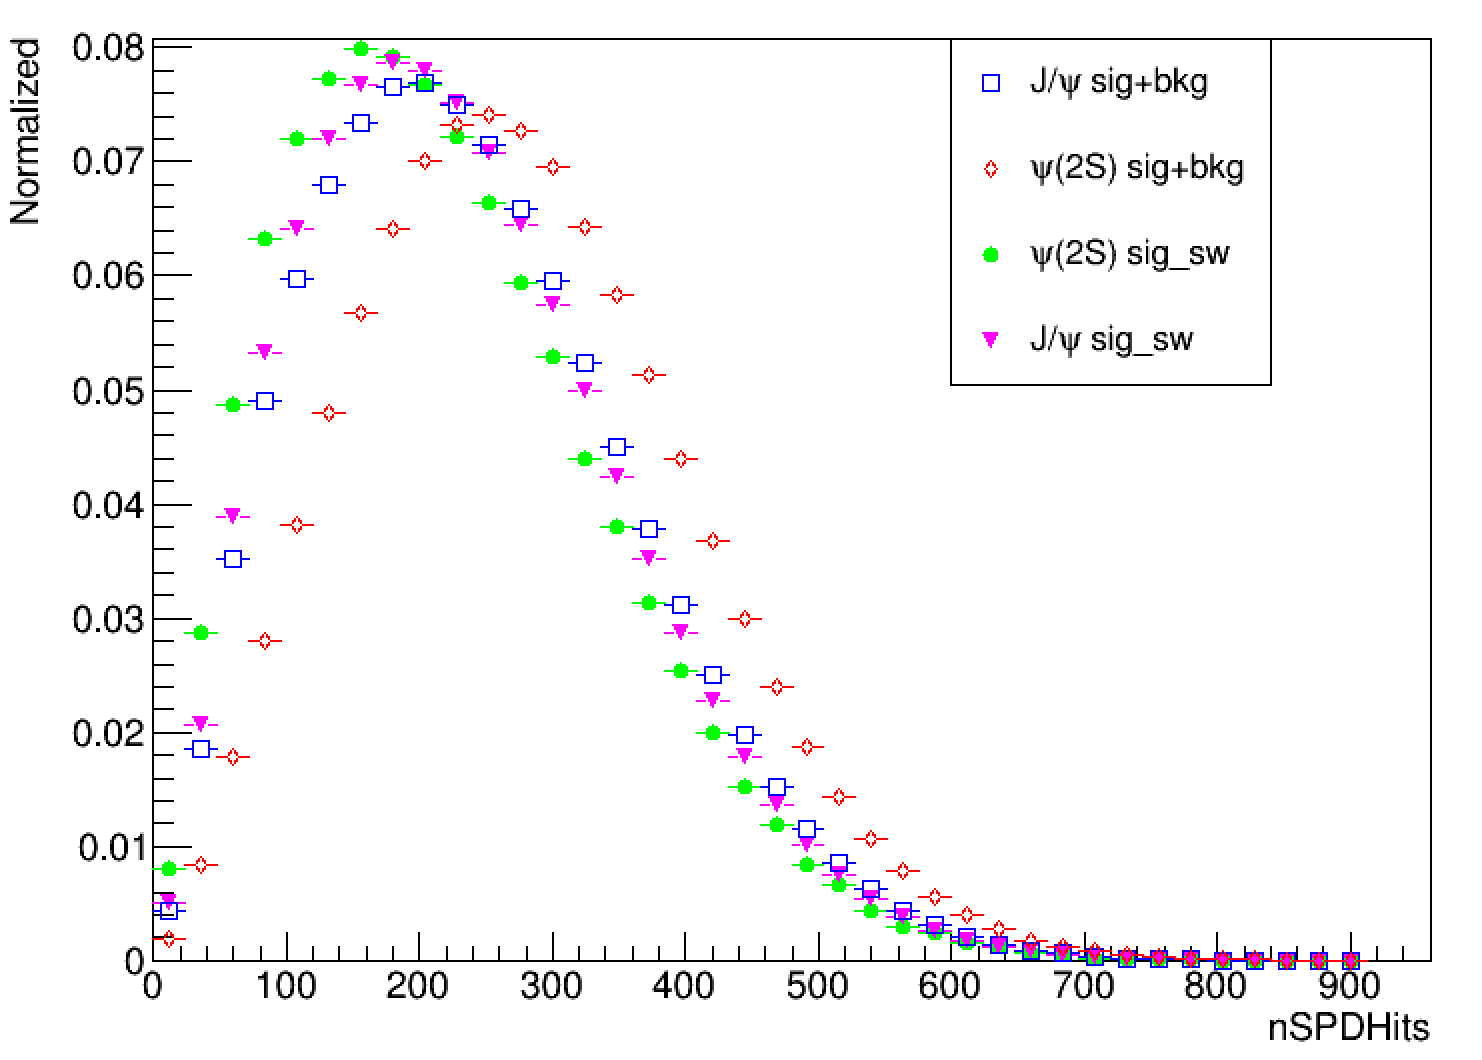 Normalized
0.08
0.07
0.06
0.05
0.04
0.03
0.02
0.01
0
J/ψ sig+bkg
ψ(2S) sig+bkg
ψ(2S) sig_sw
J/ψ sig_sw
0 100 200 300 400 500 600 700 800 900
nSPDHits